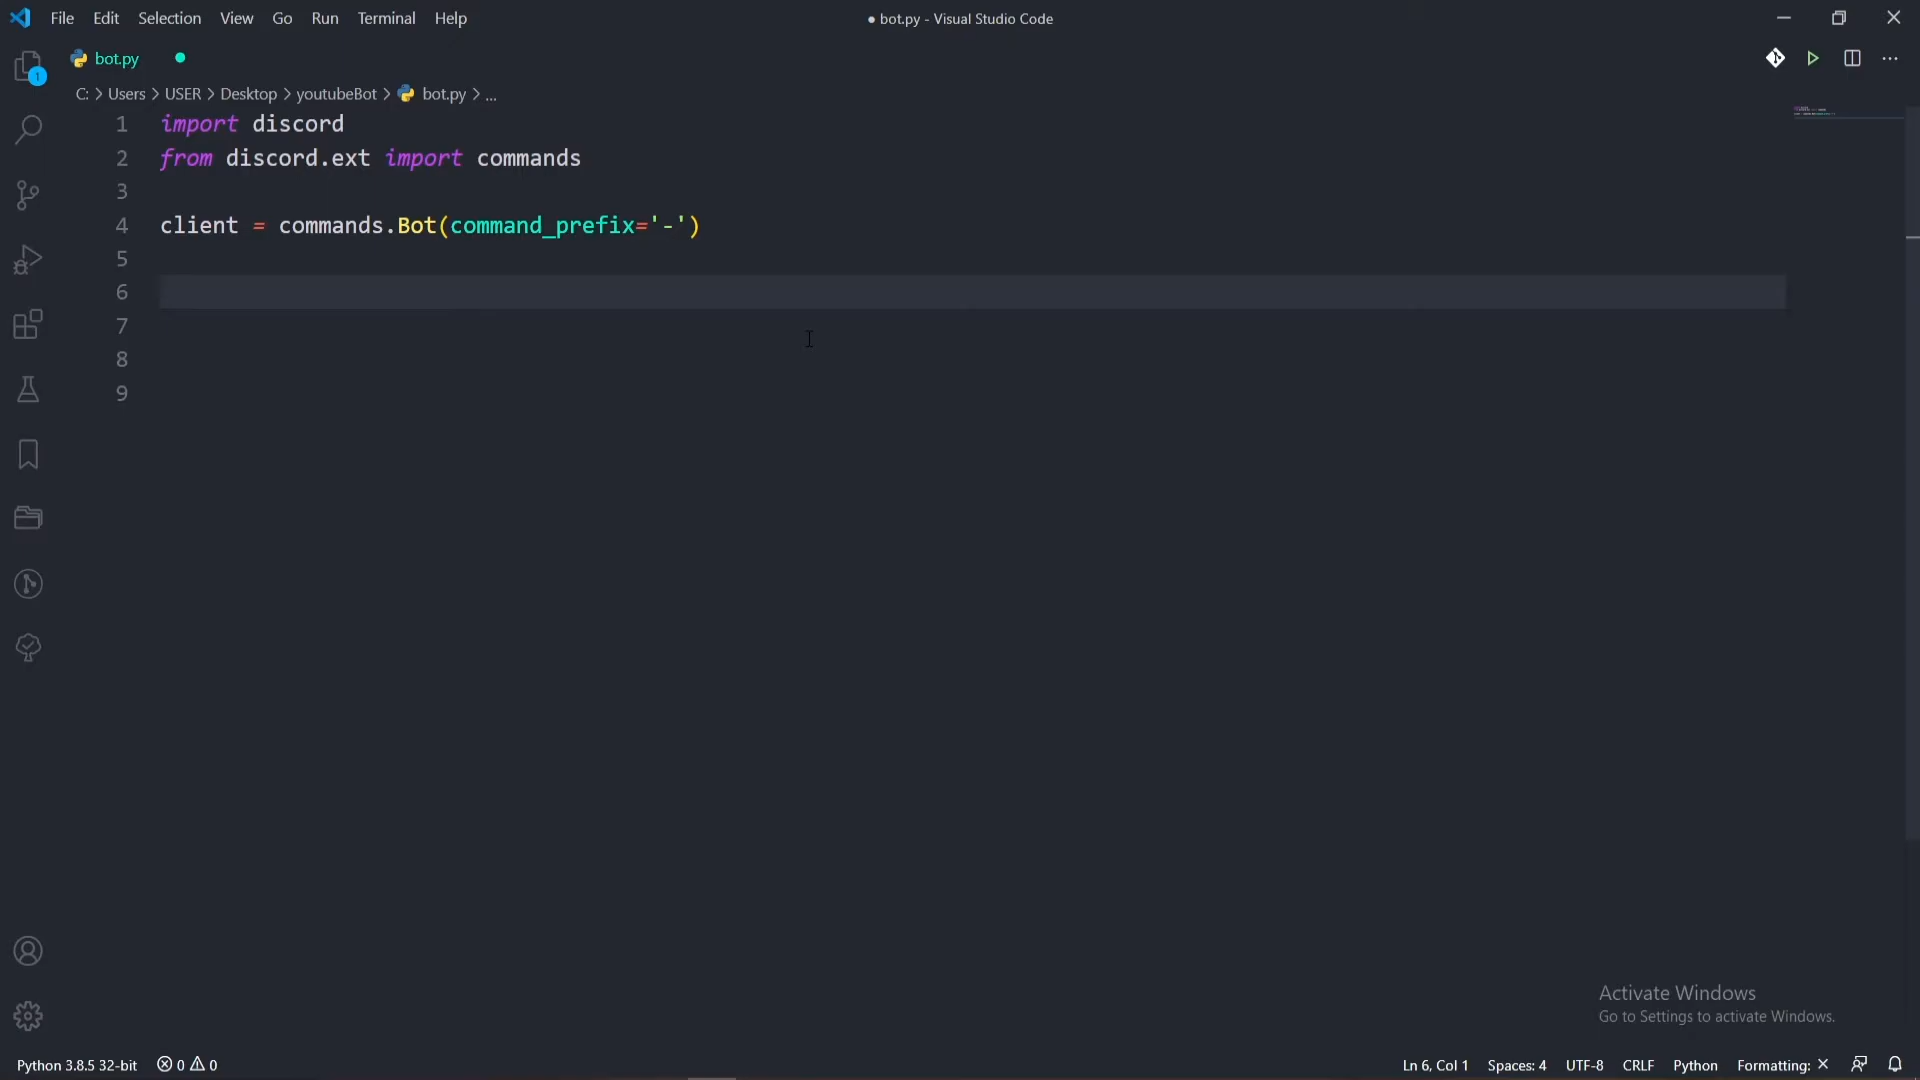 File Edit Selection View Go Run Terminal Help
● bot.py - Visual Studio Code
bot.py
1
C: > Users > USER > Desktop > youtubeBot > bot.py > ...
1 import discord
2 from discord.ext import commands
3
4 client = commands.Bot(command_prefix='-')
5
6
7
8
9
Activate Windows
Go to Settings to activate Windows.
Python 3.8.5 32-bit 0 0 Ln 6, Col 1 Spaces: 4 UTF-8 CRLF Python Formatting: ×